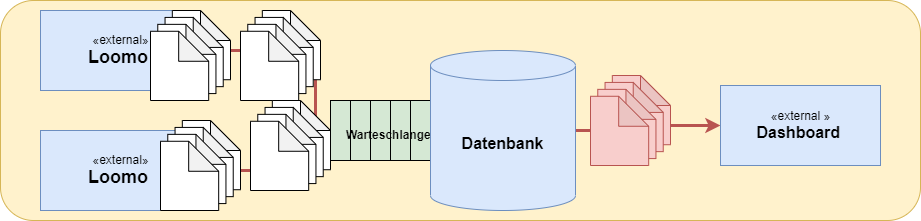 «external»
Loomo
«external»
Loomo
Warteschlange
Datenbank
«external »
Dashboard